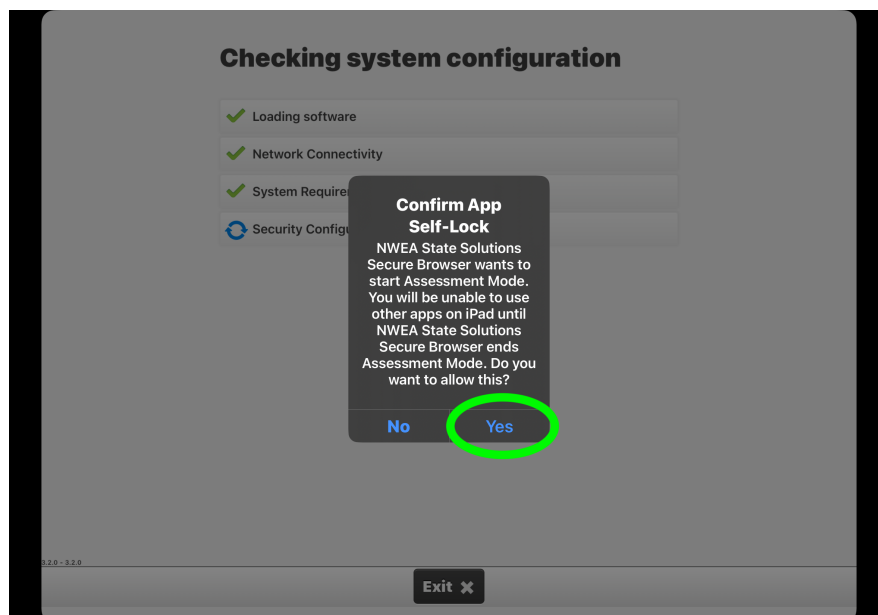 Checking system configuration
Loading software
Network Connectivity
System Require
Security Configu
Confirm App
Self-Lock
NWEA State Solutions
Secure Browser wants to
start Assessment Mode.
You will be unable to use
other apps on iPad until
NWEA State Solutions
Secure Browser ends
Assessment Mode. Do you
want to allow this?
No Yes
3.2.0 - 3.2.0
Exit ✖